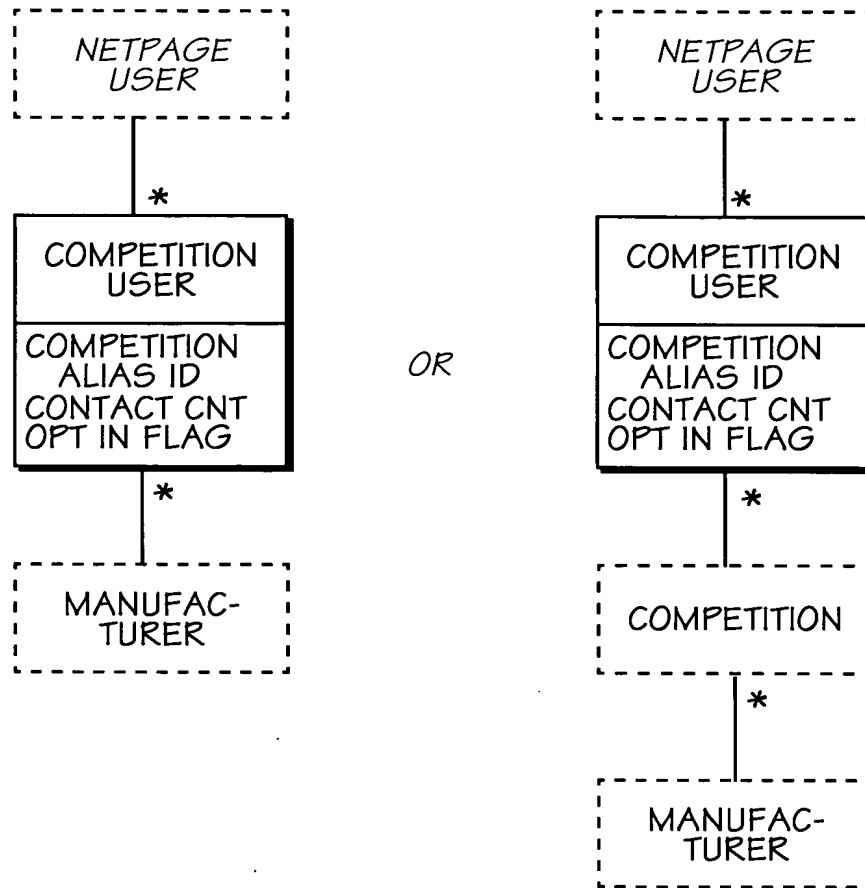 NETPAGE
USER
*
COMPETITION
USER
COMPETITION
ALIAS ID
CONTACT CNT
OPT IN FLAG
*
MANUFAC-
TURER
OR
NETPAGE
USER
*
COMPETITION
USER
COMPETITION
ALIAS ID
CONTACT CNT
OPT IN FLAG
*
COMPETITION
*
MANUFAC-
TURER